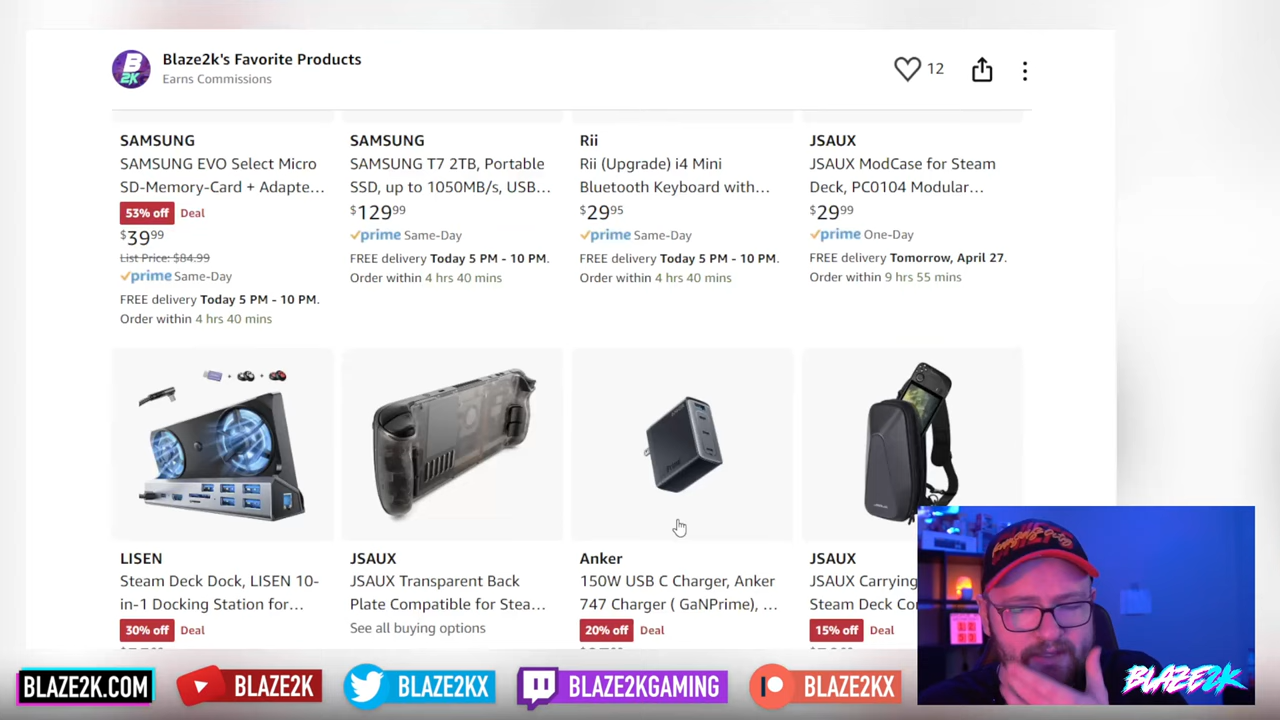 Blaze2k's Favorite Products
Earns Commissions
12
SAMSUNG
SAMSUNG EVO Select Micro
SD-Memory-Card + Adapte...
53% off Deal
$3999
List Price: $84.99
prime Same-Day
FREE delivery Today 5 PM - 10 PM.
Order within 4 hrs 40 mins
SAMSUNG
SAMSUNG T7 2TB, Portable
SSD, up to 1050MB/s, USB...
$12999
prime Same-Day
FREE delivery Today 5 PM - 10 PM.
Order within 4 hrs 40 mins
Rii
Rii (Upgrade) i4 Mini
Bluetooth Keyboard with...
$2995
prime Same-Day
FREE delivery Today 5 PM - 10 PM.
Order within 4 hrs 40 mins
JSAUX
JSAUX ModCase for Steam
Deck, PC0104 Modular...
$2999
prime One-Day
FREE delivery Tomorrow, April 27.
Order within 9 hrs 55 mins
LISEN
Steam Deck Dock, LISEN 10-
in-1 Docking Station for...
30% off Deal
JSAUX
JSAUX Transparent Back
Plate Compatible for Stea...
See all buying options
Anker
150W USB C Charger, Anker
747 Charger ( GaNPrime), ...
20% off Deal
JSAUX
JSAUX Carrying
Steam Deck Co
15% off Deal
BLAZE2K.COM
BLAZE2K
BLAZE2KX
BLAZE2KGAMING
BLAZE2KX
BLAZE2K